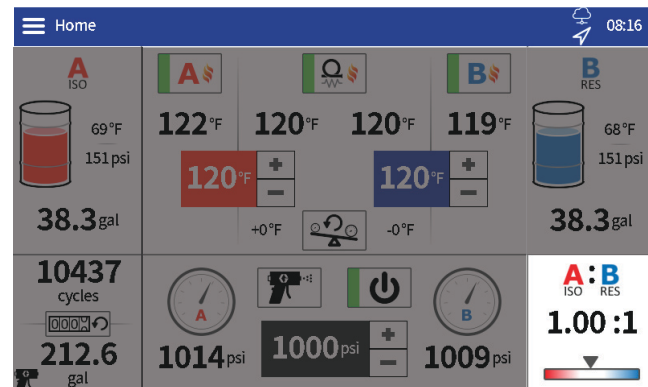 Home
08:16
A
ISO
69°F
151 psi
38.3 gal
A
B
122°F
120°F
120°F
119°F
120°F
+
−
120°F
+
−
+0°F
-0°F
B
RES
68°F
151 psi
38.3 gal
10437
cycles
000
212.6
gal
A
1014 psi
1000 psi
+
−
B
1009 psi
A:B
ISO RES
1.00 :1